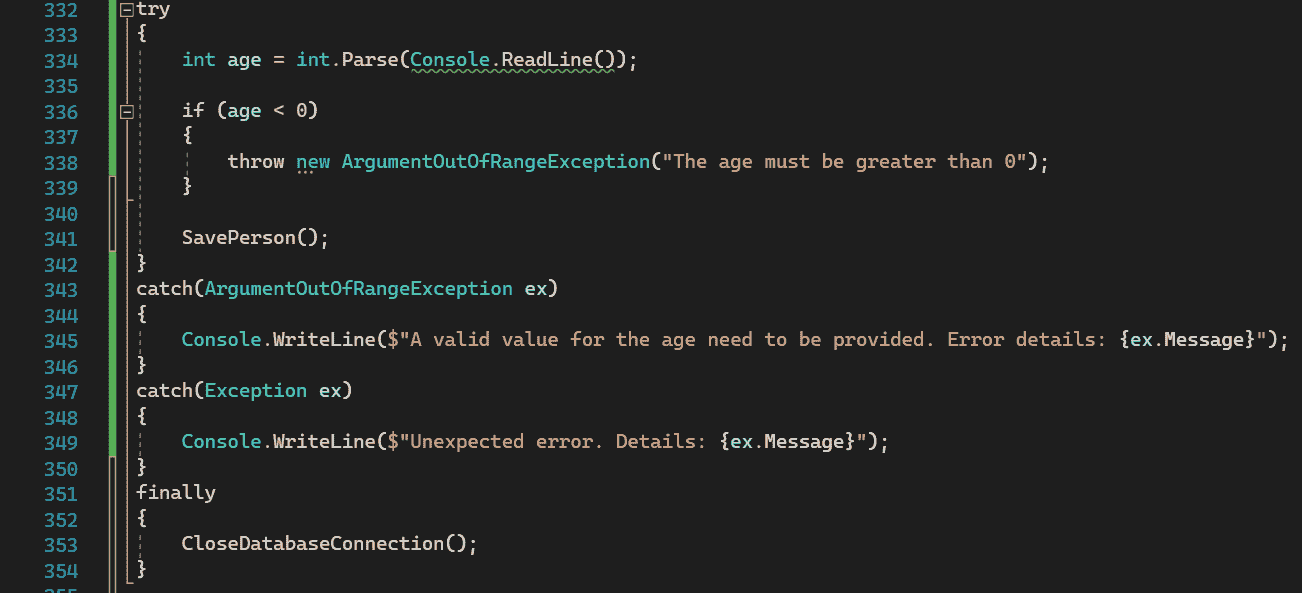 332 try
333 {
334 int age = int.Parse(Console.ReadLine());
335
336 if (age < 0)
337 {
338 throw new ArgumentOutOfRangeException("The age must be greater than 0");
339 }
340
341 SavePerson();
342 }
343 catch(ArgumentOutOfRangeException ex)
344 {
345 Console.WriteLine($"A valid value for the age need to be provided. Error details: {ex.Message}");
346 }
347 catch(Exception ex)
348 {
349 Console.WriteLine($"Unexpected error. Details: {ex.Message}");
350 }
351 finally
352 {
353 CloseDatabaseConnection();
354 }